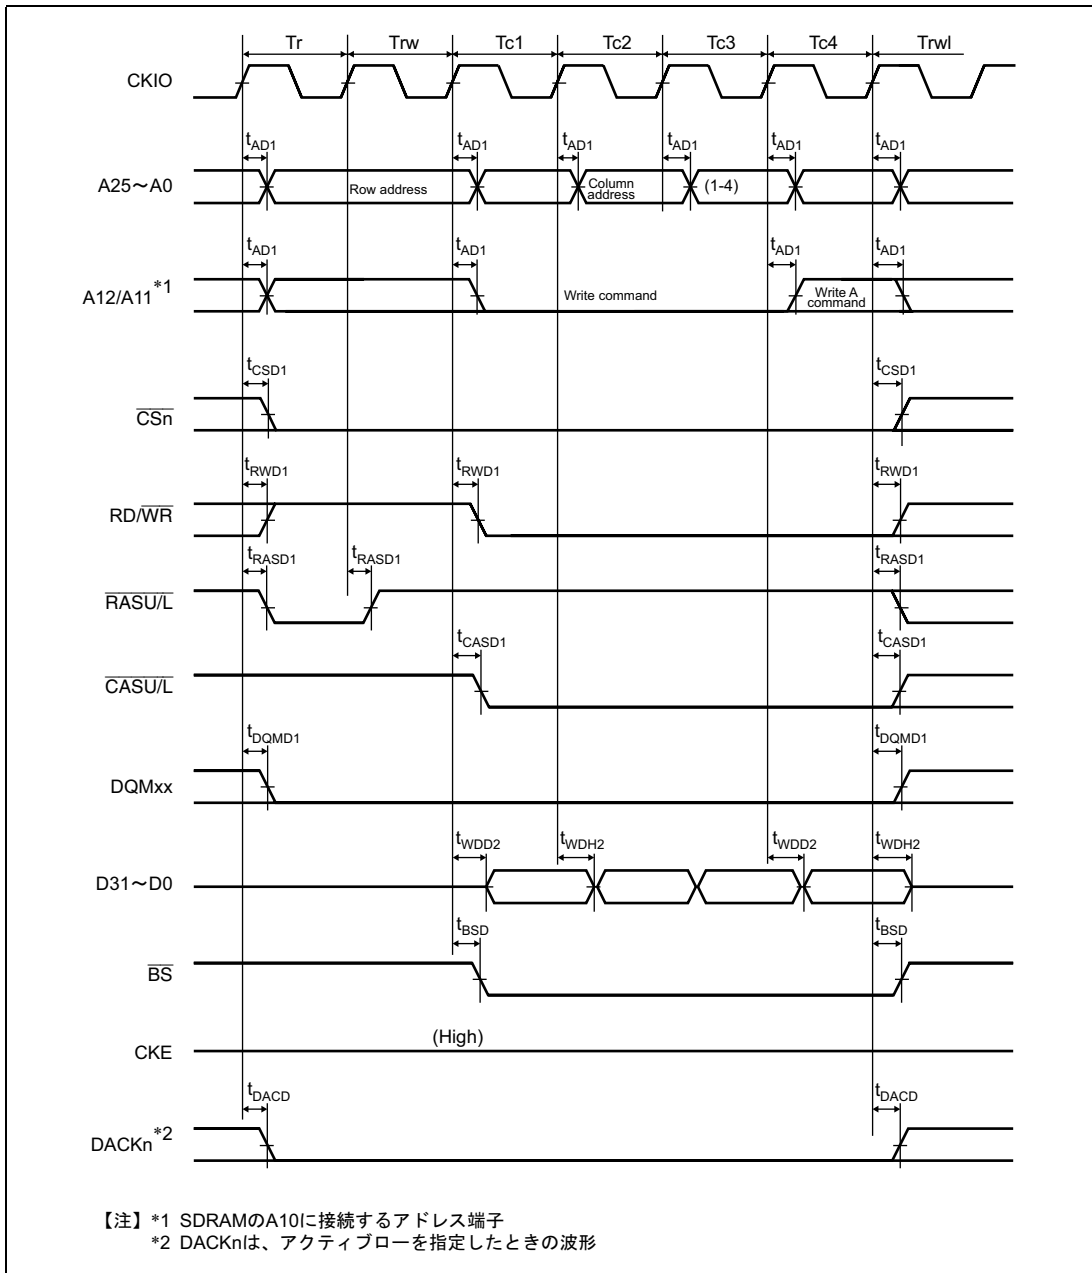 Tr Trw Tc1 Tc2 Tc3 Tc4 Trwl
CKIO
tAD1 tAD1 tAD1 tAD1 tAD1 tAD1
A25～A0 Row address Column address (1-4)
tAD1 tAD1 tAD1 tAD1
A12/A11*1 Write command Write A command
tCSD1 tCSD1
CSn
tRWD1 tRWD1 tRWD1
RD/WR
tRASD1 tRASD1 tRASD1
RASU/L
tCASD1 tCASD1
CASU/L
tDQMD1 tDQMD1
DQMxx
tWDD2 tWDH2 tWDD2 tWDH2
D31～D0
tBSD tBSD
BS
(High)
CKE
tDACD tDACD
DACKn*2
【注】*1 SDRAMのA10に接続するアドレス端子
*2 DACKnは、アクティブローを指定したときの波形